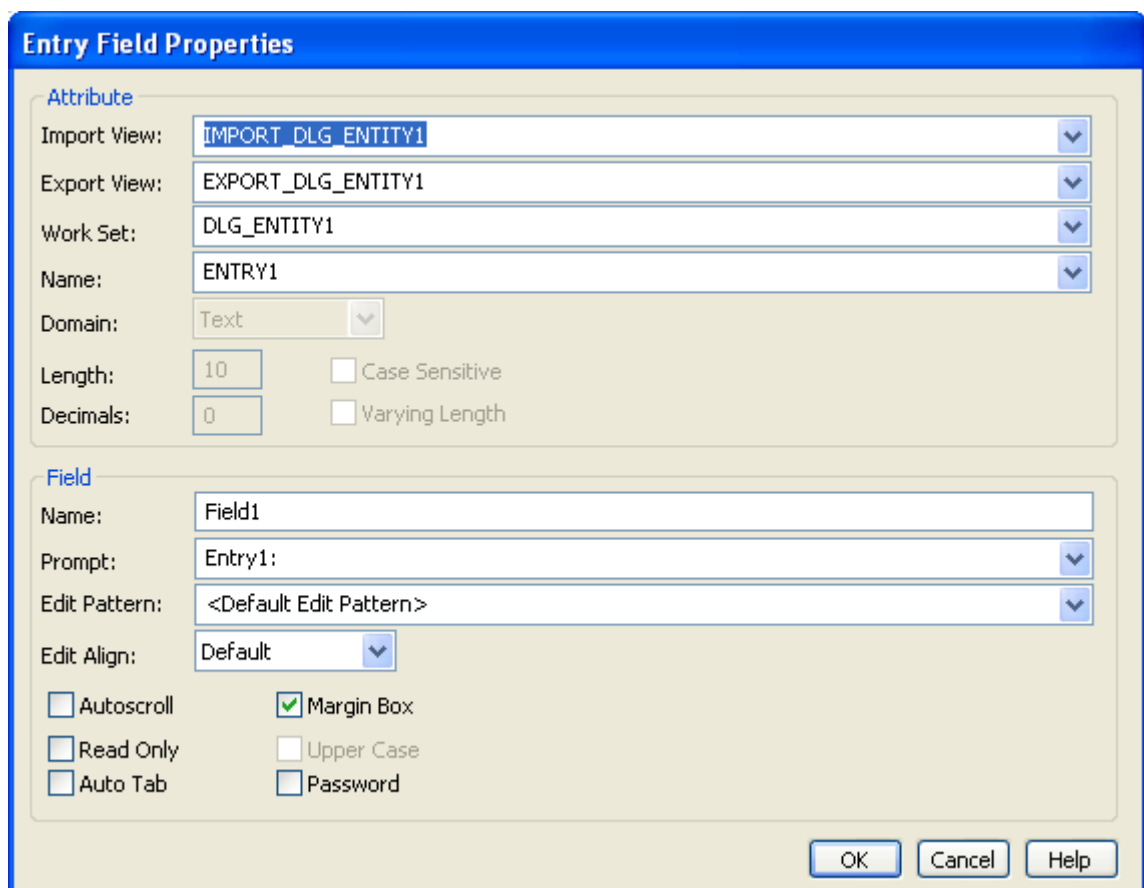 Entry Field Properties
Attribute
Import View: IMPORT_DLG_ENTITY1
Export View: EXPORT_DLG_ENTITY1
Work Set: DLG_ENTITY1
Name: ENTRY1
Domain: Text
Length: 10 Case Sensitive
Decimals: 0 Varying Length
Field
Name: Field1
Prompt: Entry1:
Edit Pattern: <Default Edit Pattern>
Edit Align: Default
Autoscroll Margin Box
Read Only Upper Case
Auto Tab Password
OK Cancel Help